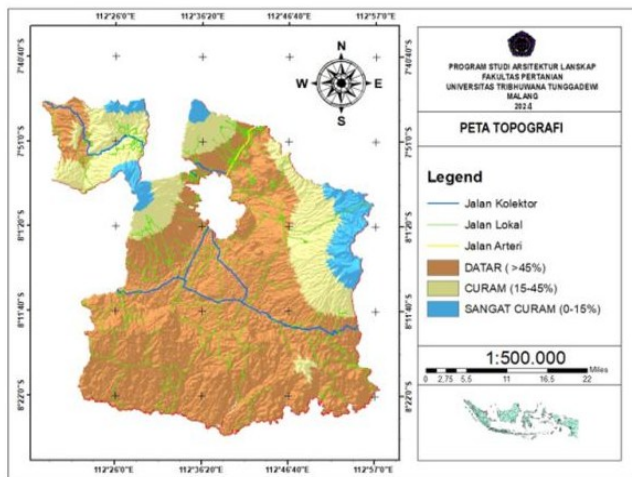 112°26'0"E 112°36'20"E 112°46'40"E 112°57'0"E
7°40'40"S 7°40'40"S
7°51'0"S 7°51'0"S
8°1'20"S 8°1'20"S
8°11'40"S 8°11'40"S
8°22'0"S 8°22'0"S
112°26'0"E 112°36'20"E 112°46'40"E 112°57'0"E
N
W E
S
PROGRAM STUDI ARSITEKTUR LANSKAP
FAKULTAS PERTANIAN
UNIVERSITAS TRIBHUWANA TUNGGADEWI
MALANG
2024
PETA TOPOGRAFI
Legend
Jalan Kolektor
Jalan Lokal
Jalan Arteri
DATAR (>45%)
CURAM (15-45%)
SANGAT CURAM (0-15%)
1:500.000
Miles
0 2,75 5,5 11 16,5 22